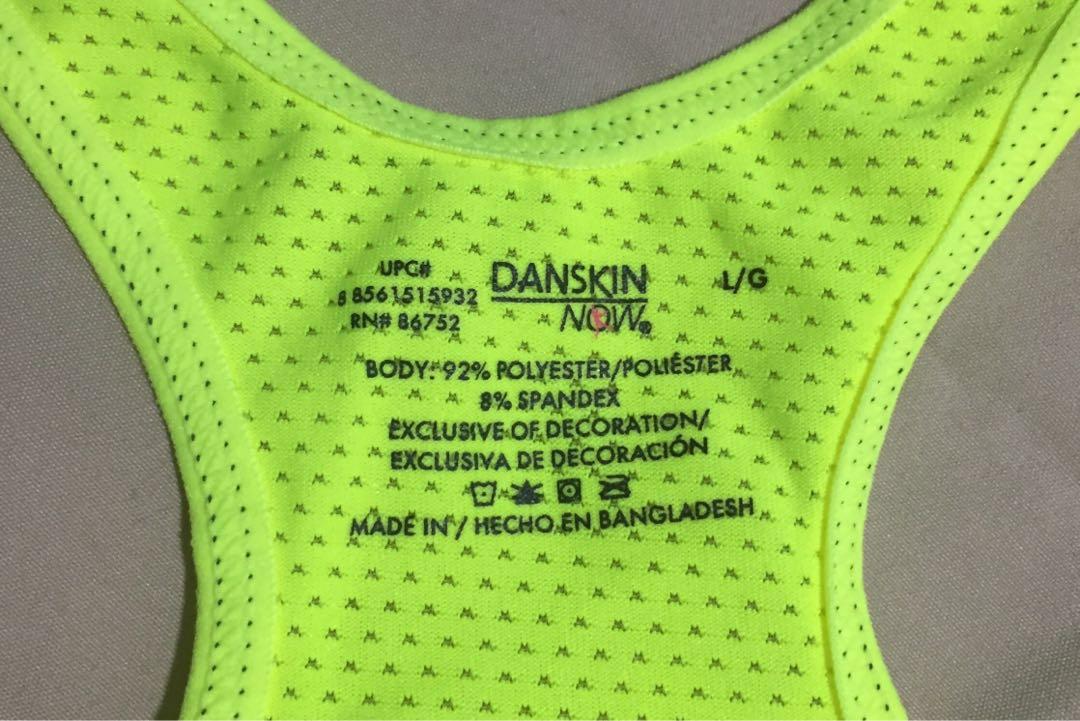 UPC#
8 8561515932
RN# 86752
DANSKIN
NOW®
L/G
BODY: 92% POLYESTER/POLIÉSTER
8% SPANDEX
EXCLUSIVE OF DECORATION/
EXCLUSIVA DE DECORACIÓN
MADE IN / HECHO EN BANGLADESH